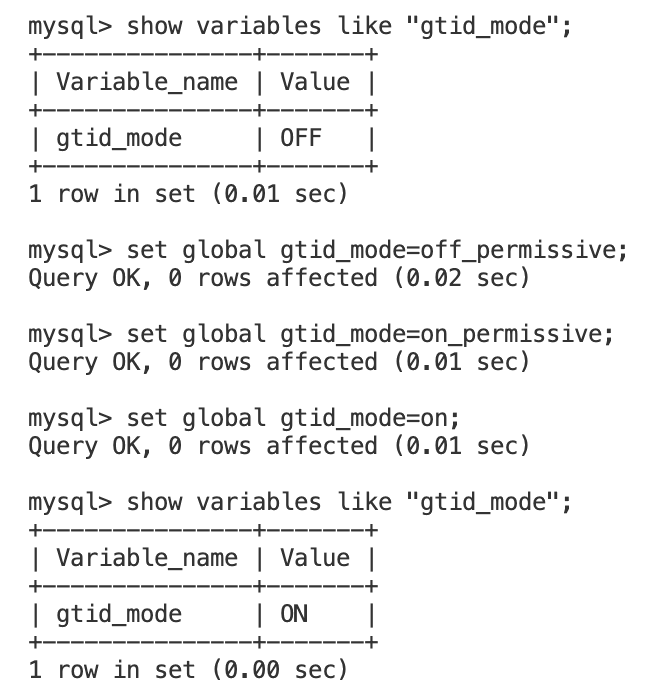 mysql> show variables like "gtid_mode";
+---------------+-------+
| Variable_name | Value |
+---------------+-------+
| gtid_mode     | OFF   |
+---------------+-------+
1 row in set (0.01 sec)

mysql> set global gtid_mode=off_permissive;
Query OK, 0 rows affected (0.02 sec)

mysql> set global gtid_mode=on_permissive;
Query OK, 0 rows affected (0.01 sec)

mysql> set global gtid_mode=on;
Query OK, 0 rows affected (0.01 sec)

mysql> show variables like "gtid_mode";
+---------------+-------+
| Variable_name | Value |
+---------------+-------+
| gtid_mode     | ON    |
+---------------+-------+
1 row in set (0.00 sec)